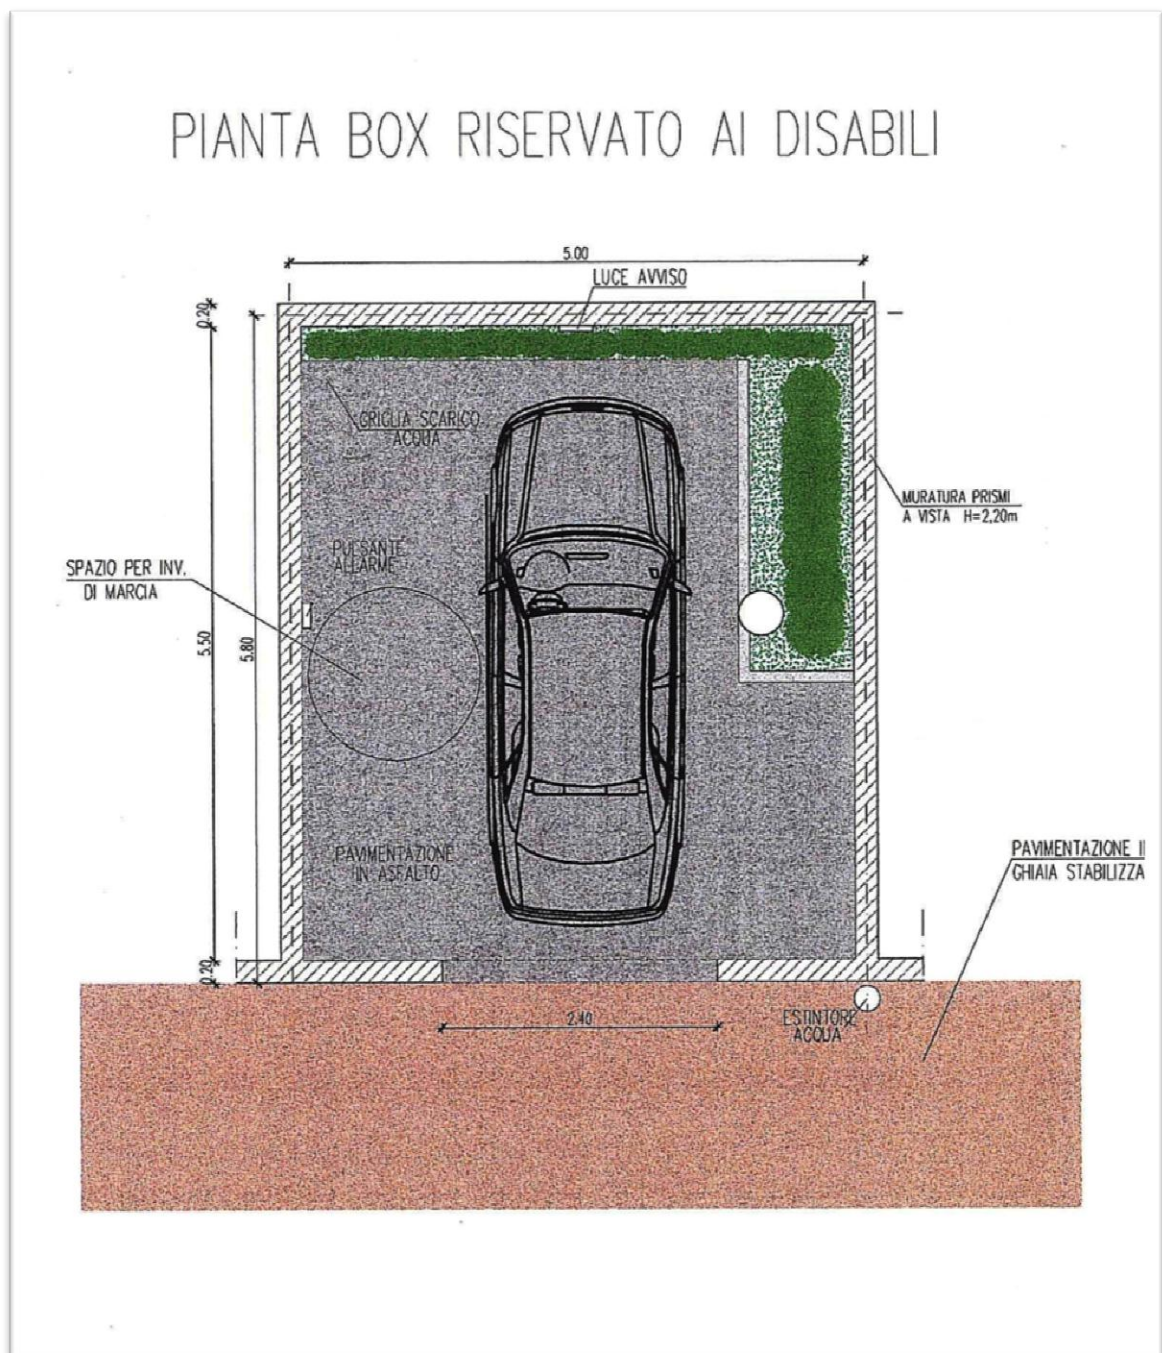 PIANTA BOX RISERVATO AI DISABILI
5.00
LUCE AVVISO
0.20
GRIGLIA SCARICO
ACQUA
MURATURA PRISMI
A VISTA H=2,20m
PULSANTE
ALLARME
SPAZIO PER INV.
DI MARCIA
5.50
5.80
PAVIMENTAZIONE
IN ASFALTO
PAVIMENTAZIONE II
GHIAIA STABILIZZA
0.20
2.40
ESTINTORE
ACQUA